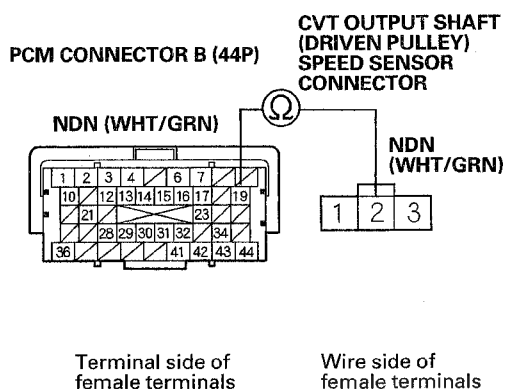 CVT OUTPUT SHAFT
(DRIVEN PULLEY)
SPEED SENSOR
CONNECTOR
PCM CONNECTOR B (44P)
Ω
NDN (WHT/GRN)
NDN
(WHT/GRN)
1 2 3 4 6 7
10 12 13 14 15 16 17 19
21 23
28 29 30 31 32 34
36 41 42 43 44
1 2 3
Terminal side of
female terminals
Wire side of
female terminals